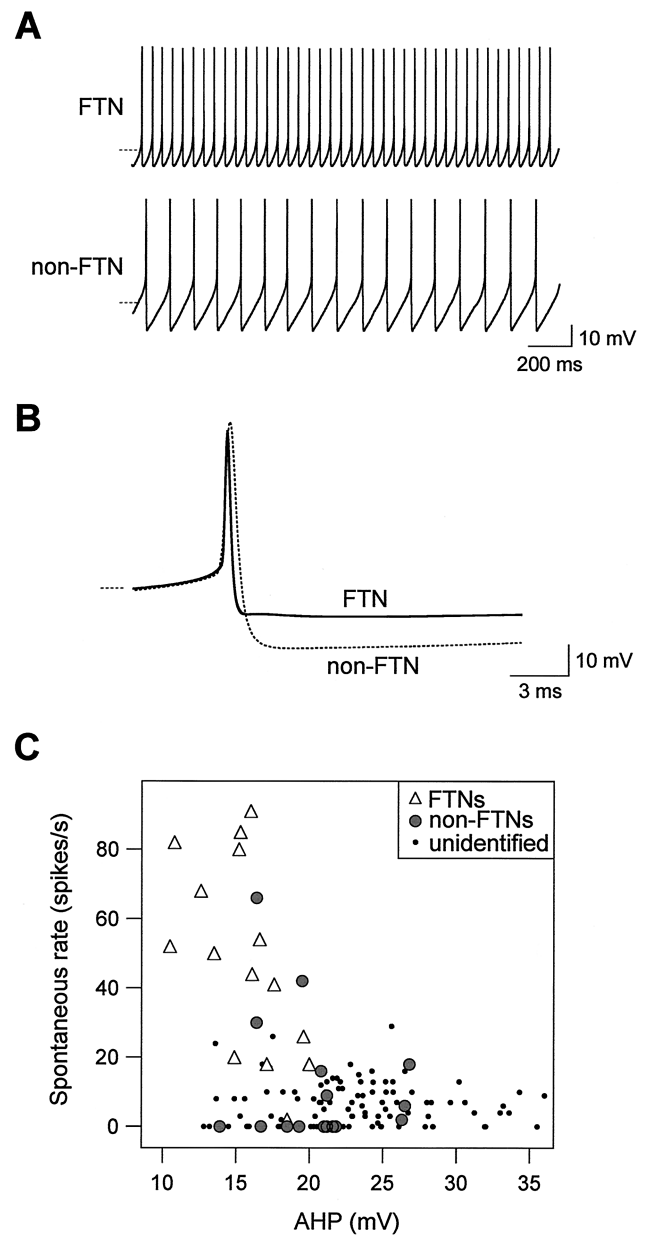 A
FTN
non-FTN
10 mV
200 ms
B
FTN
non-FTN
10 mV
3 ms
C
Spontaneous rate (spikes/s)
80
60
40
20
0
FTNs
non-FTNs
unidentified
10 15 20 25 30 35
AHP (mV)